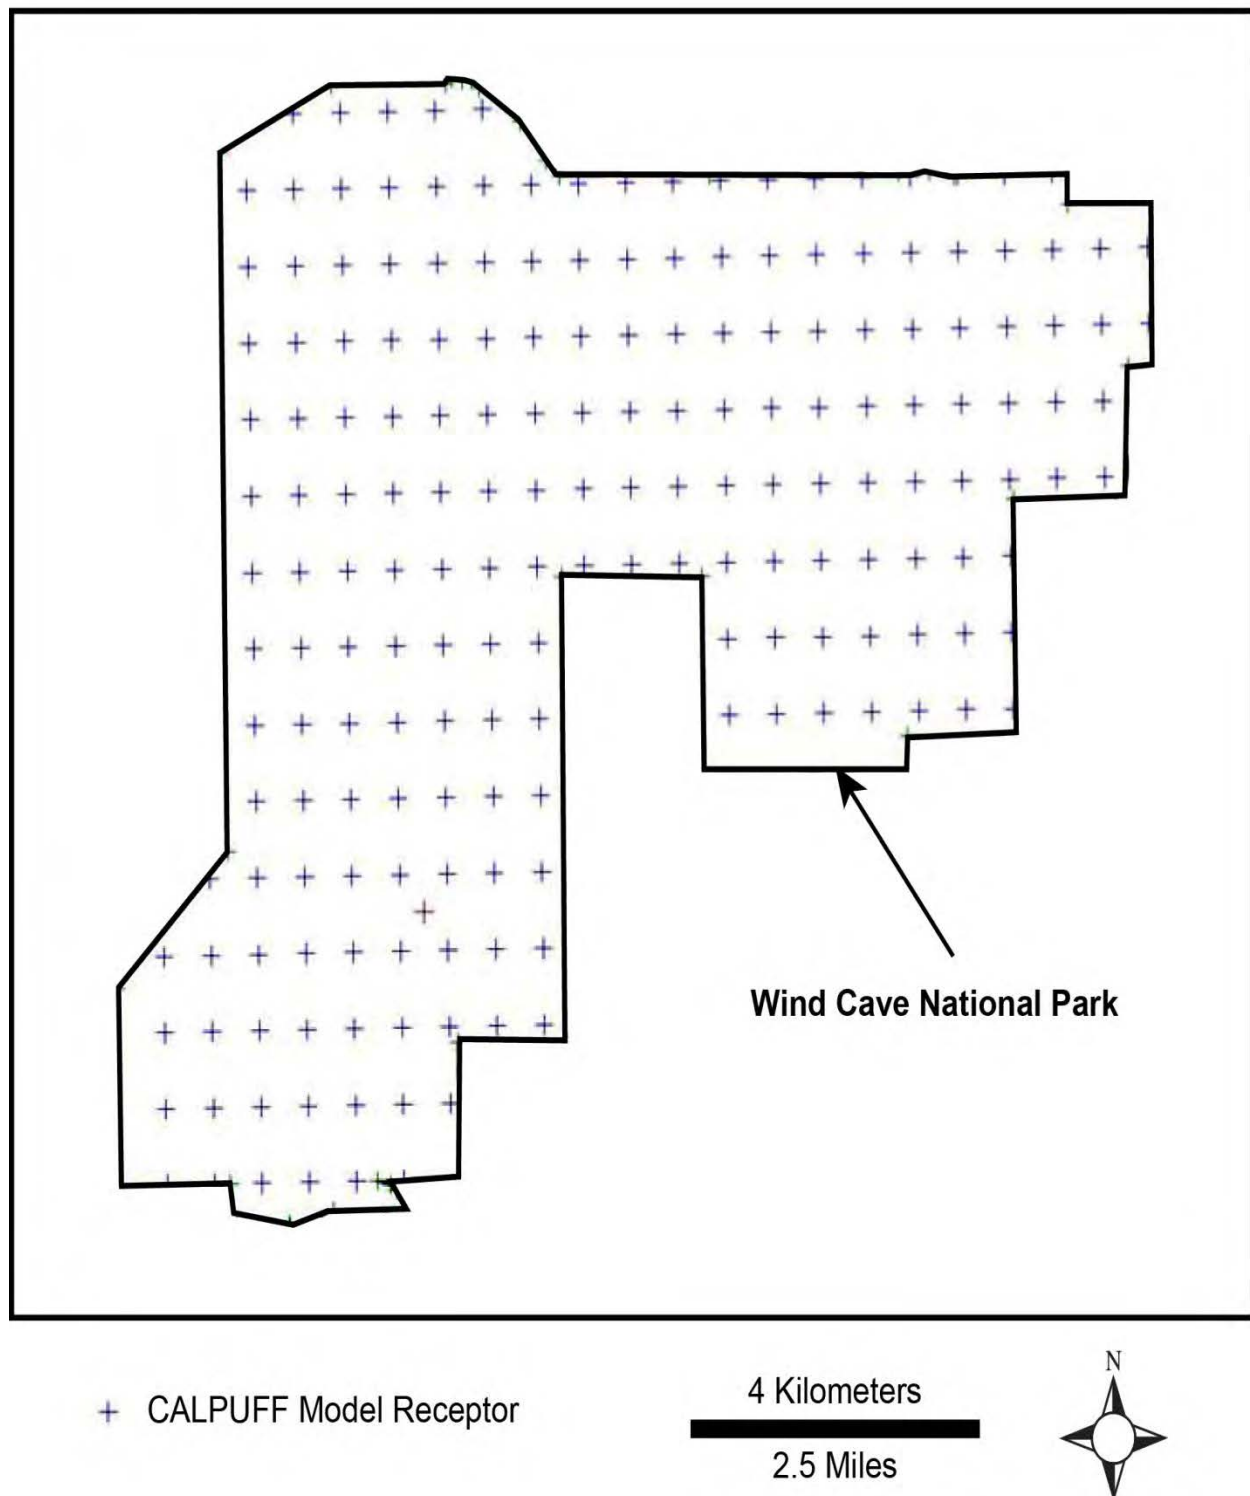 Wind Cave National Park
N
CALPUFF Model Receptor
4 Kilometers
2.5 Miles